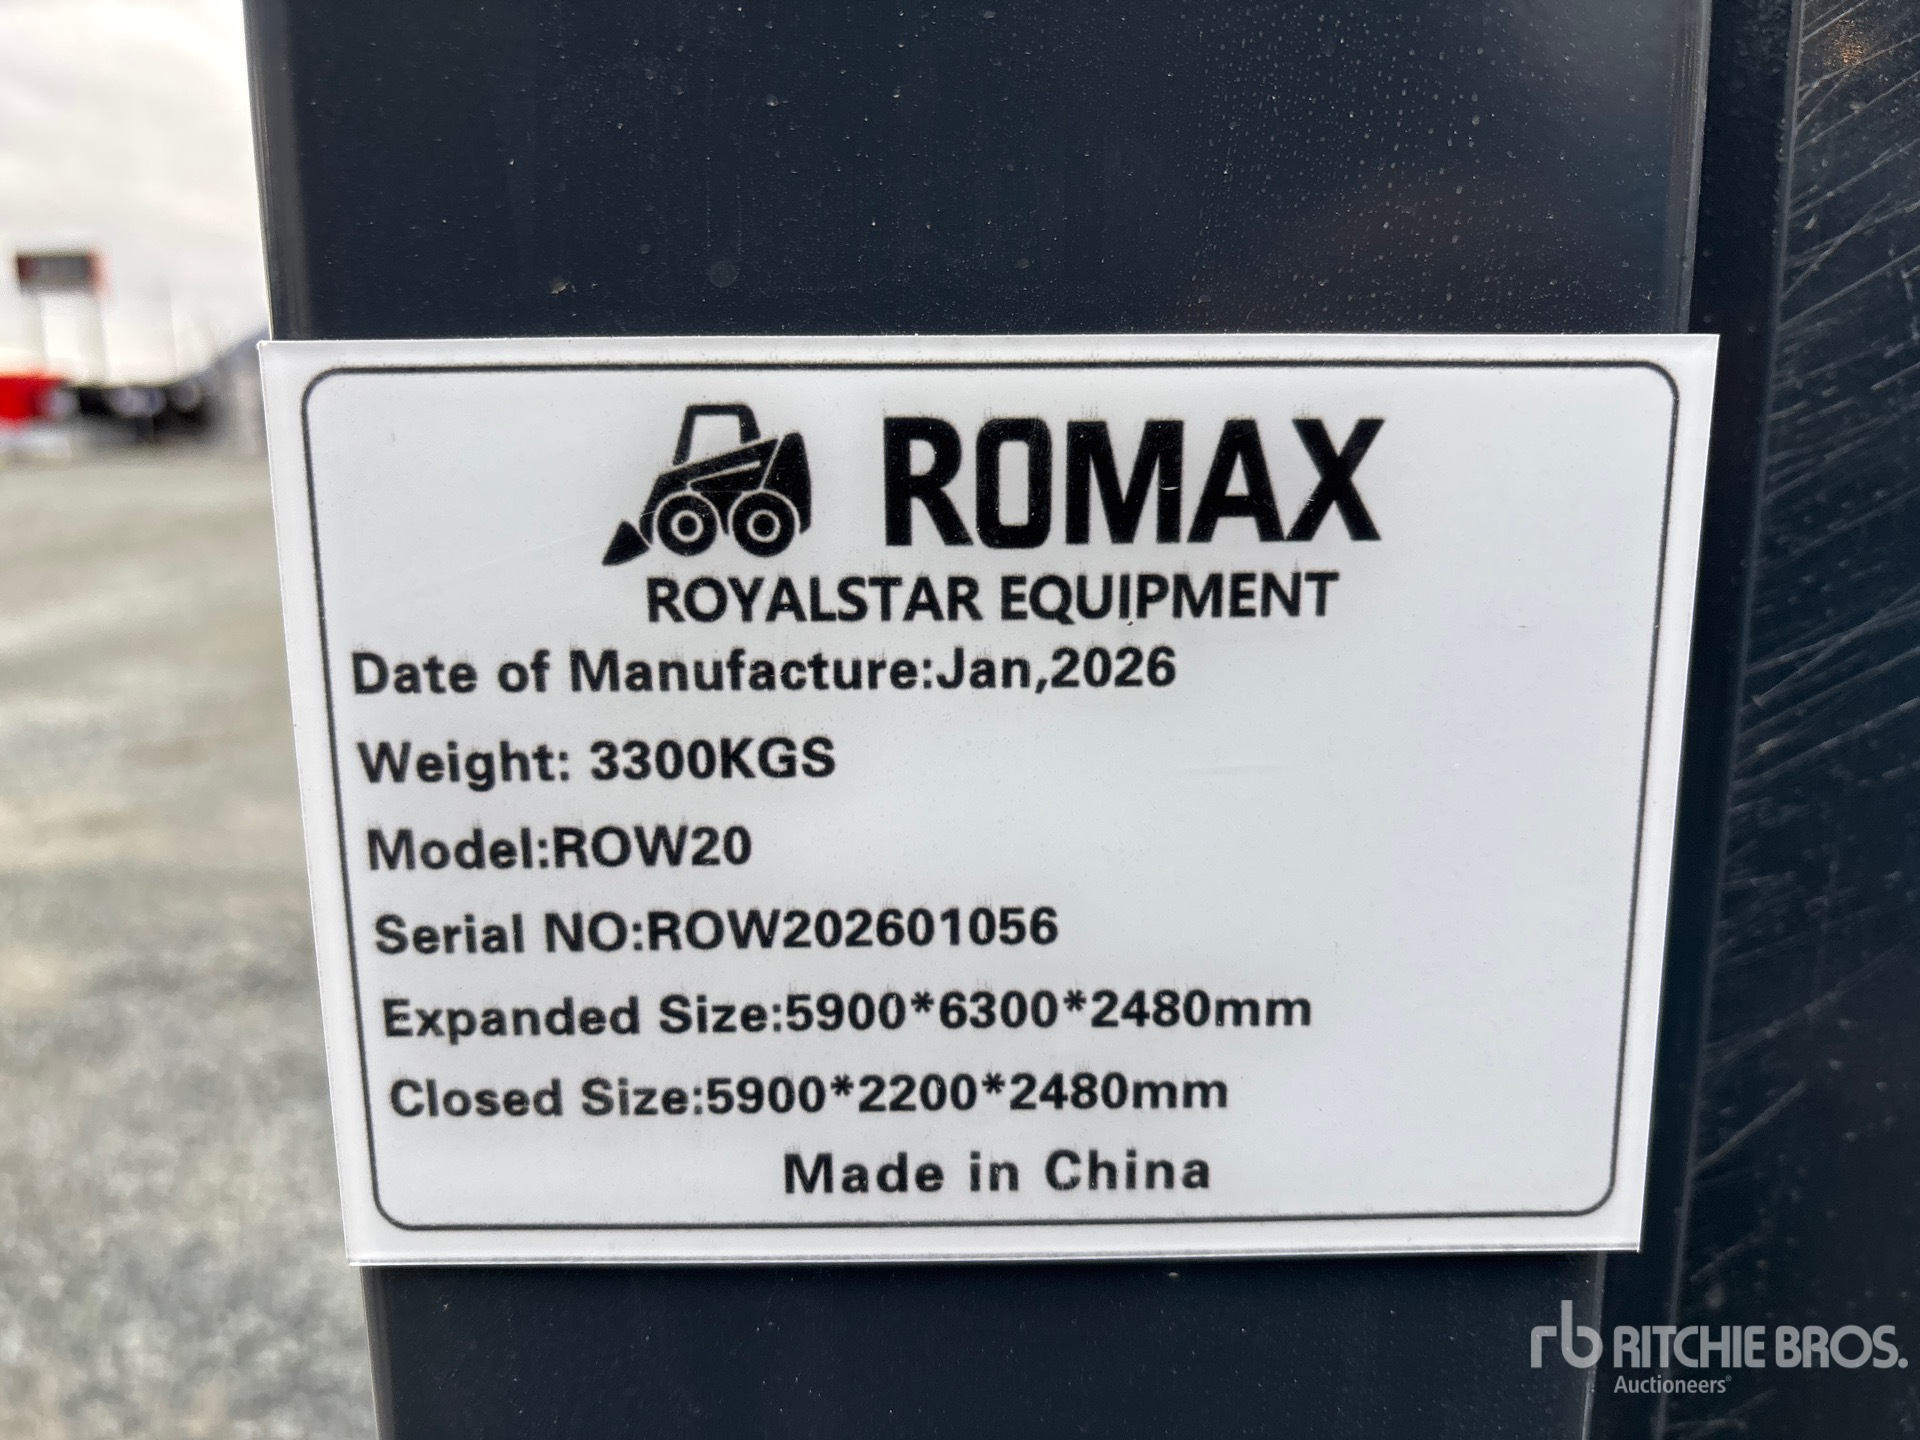 ROMAX
ROYALSTAR EQUIPMENT
Date of Manufacture:Jan,2026
Weight: 3300KGS
Model:ROW20
Serial NO:ROW202601056
Expanded Size:5900*6300*2480mm
Closed Size:5900*2200*2480mm
Made in China
rb RITCHIE BROS.
Auctioneers®